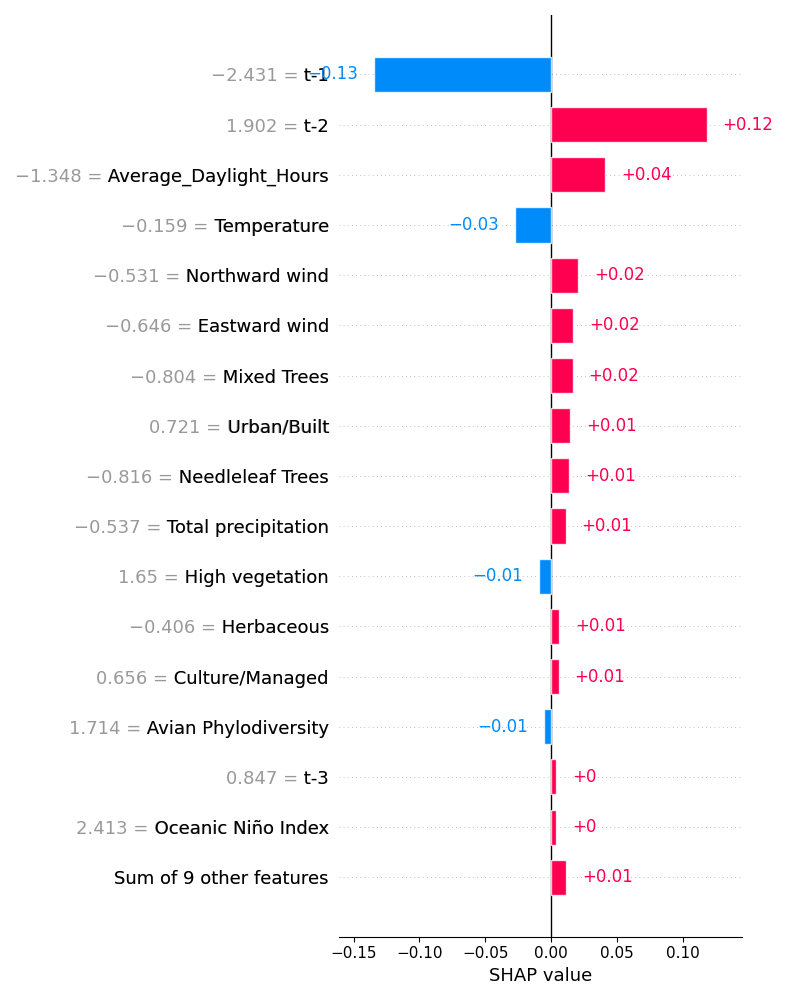 −2.431 = t-1 −0.13
1.902 = t-2 +0.12
−1.348 = Average_Daylight_Hours +0.04
−0.159 = Temperature −0.03
−0.531 = Northward wind +0.02
−0.646 = Eastward wind +0.02
−0.804 = Mixed Trees +0.02
0.721 = Urban/Built +0.01
−0.816 = Needleleaf Trees +0.01
−0.537 = Total precipitation +0.01
1.65 = High vegetation −0.01
−0.406 = Herbaceous +0.01
0.656 = Culture/Managed +0.01
1.714 = Avian Phylodiversity −0.01
0.847 = t-3 +0
2.413 = Oceanic Niño Index +0
Sum of 9 other features +0.01
−0.15 −0.10 −0.05 0.00 0.05 0.10
SHAP value